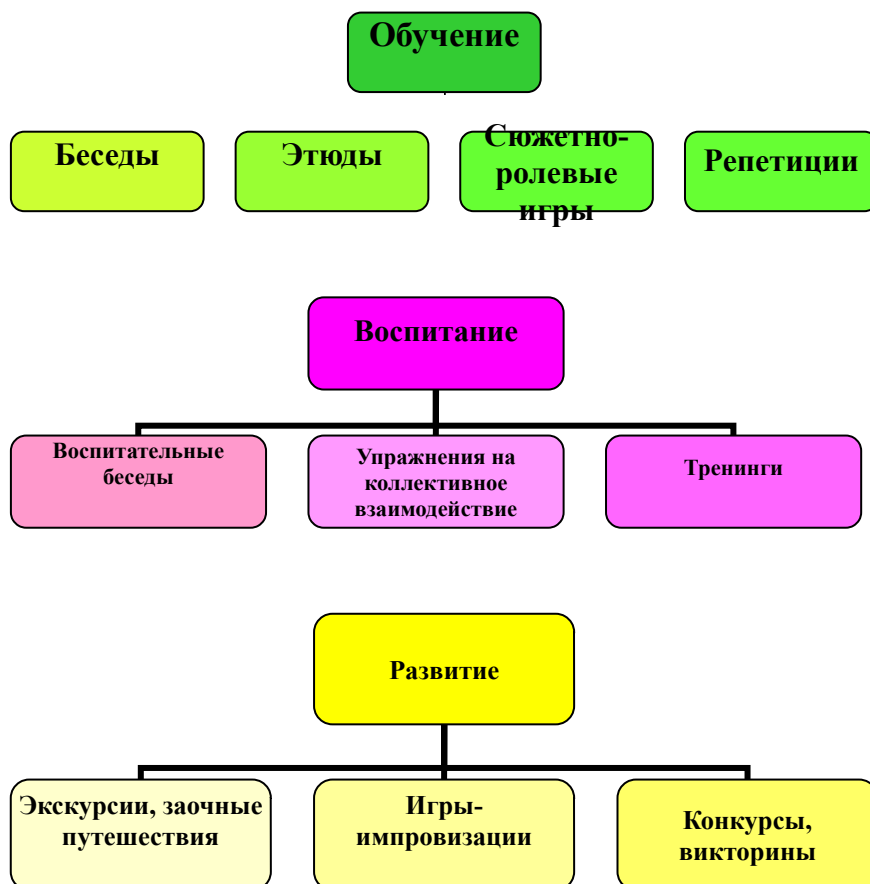 Обучение
Беседы
Этюды
Сюжетно-
ролевые
игры
Репетиции
Воспитание
Воспитательные
беседы
Упражнения на
коллективное
взаимодействие
Тренинги
Развитие
Экскурсии, заочные
путешествия
Игры-
импровизации
Конкурсы,
викторины